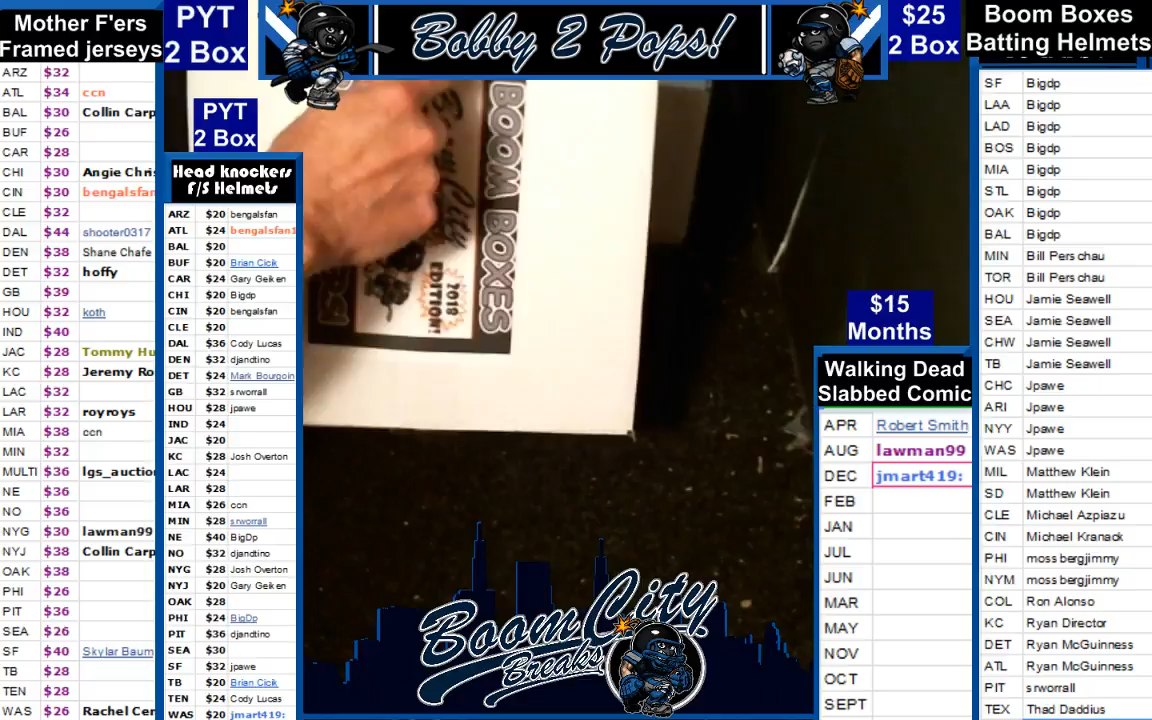 Mother F'ers
Framed jerseys
ARZ $32
ATL $34 ccn
BAL $30 Collin Carp
BUF $26
CAR $28
CHI $30 Angie Chris
CIN $30 bengalsfan
CLE $32
DAL $44 shooter0317
DEN $38 Shane Chafe
DET $32 hoffy
GB $39
HOU $32 koth
IND $40
JAC $28 Tommy Hu
KC $28 Jeremy Ro
LAC $32
LAR $32 royroys
MIA $38 ccn
MIN $32
MULTI $36 lgs_auctio
NE $36
NO $36
NYG $30 lawman99
NYJ $38 Collin Carp
OAK $38
PHI $26
PIT $36
SEA $26
SF $40 Skylar Baum
TB $28
TEN $28
WAS $26 Rachel Cer
PYT
2 Box
PYT
2 Box
Head knockers
F/S Helmets
ARZ $20 bengalsfan
ATL $24 bengalsfan1
BAL $20
BUF $20 Brian Cicik
CAR $24 Gary Geiken
CHI $20 Bigdp
CIN $20 bengalsfan
CLE $20
DAL $36 Cody Lucas
DEN $32 djandtino
DET $24 Mark Bourgoin
GB $32 srworrall
HOU $28 jpawe
IND $24
JAC $20
KC $28 Josh Overton
LAC $24
LAR $28
MIA $26 ccn
MIN $28 srworrall
NE $40 BigDp
NO $32 djandtino
NYG $28 Josh Overton
NYJ $20 Gary Geiken
OAK $28
PHI $24 BigDp
PIT $36 djandtino
SEA $30
SF $32 jpawe
TB $20 Brian Cicik
TEN $24 Cody Lucas
WAS $20 jmart419:
Bobby 2 Pops!
BOOM BOXES
2018
EDITION!
Boom City
Breaks
$25
2 Box
$15
Months
Walking Dead
Slabbed Comic
APR Robert Smith
AUG lawman99
DEC jmart419:
FEB
JAN
JUL
JUN
MAR
MAY
NOV
OCT
SEPT
Boom Boxes
Batting Helmets
SF Bigdp
LAA Bigdp
LAD Bigdp
BOS Bigdp
MIA Bigdp
STL Bigdp
OAK Bigdp
BAL Bigdp
MIN Bill Perschau
TOR Bill Perschau
HOU Jamie Seawell
SEA Jamie Seawell
CHW Jamie Seawell
TB Jamie Seawell
CHC Jpawe
ARI Jpawe
NYY Jpawe
WAS Jpawe
MIL Matthew Klein
SD Matthew Klein
CLE Michael Azpiazu
CIN Michael Kranack
PHI mossbergjimmy
NYM mossbergjimmy
COL Ron Alonso
KC Ryan Director
DET Ryan McGuinness
ATL Ryan McGuinness
PIT srworrall
TEX Thad Daddius